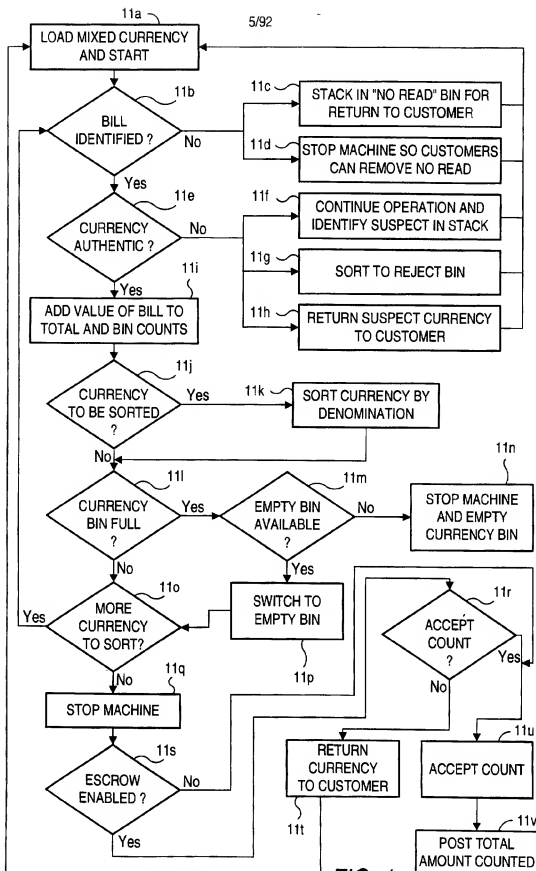 5/92
11a
LOAD MIXED CURRENCY
AND START
11b
BILL
IDENTIFIED ?
No
Yes
11c
STACK IN "NO READ" BIN FOR
RETURN TO CUSTOMER
11d
STOP MACHINE SO CUSTOMERS
CAN REMOVE NO READ
11e
CURRENCY
AUTHENTIC ?
No
Yes
11f
CONTINUE OPERATION AND
IDENTIFY SUSPECT IN STACK
11g
SORT TO REJECT BIN
11h
RETURN SUSPECT CURRENCY
TO CUSTOMER
11i
ADD VALUE OF BILL TO
TOTAL AND BIN COUNTS
11j
CURRENCY
TO BE SORTED
?
Yes
No
11k
SORT CURRENCY BY
DENOMINATION
11l
CURRENCY
BIN FULL
?
Yes
No
11m
EMPTY BIN
AVAILABLE
?
No
Yes
11n
STOP MACHINE
AND EMPTY
CURRENCY BIN
11o
MORE
CURRENCY
TO SORT?
Yes
No
SWITCH TO
EMPTY BIN
11p
11q
STOP MACHINE
11r
ACCEPT
COUNT
?
Yes
No
11s
ESCROW
ENABLED ?
No
Yes
RETURN
CURRENCY
TO CUSTOMER
11t
11u
ACCEPT COUNT
11v
POST TOTAL
AMOUNT COUNTED